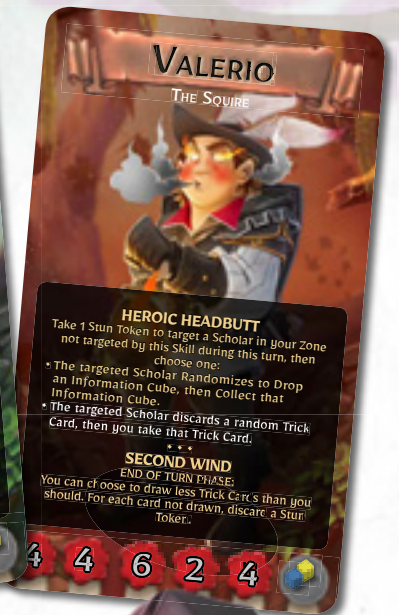 VALERIO
THE SQUIRE
HEROIC HEADBUTT
Take 1 Stun Token to target a Scholar in your Zone
not targeted by this Skill during this turn, then
choose one:
• The targeted Scholar Randomizes to Drop
an Information Cube, then Collect that
Information Cube.
• The targeted Scholar discards a random Trick
Card, then you take that Trick Card.
• • •
SECOND WIND
END OF TURN PHASE:
You can choose to draw less Trick Cards than you
should. For each card not drawn, discard a Stun
Token.
4 4 6 2 4